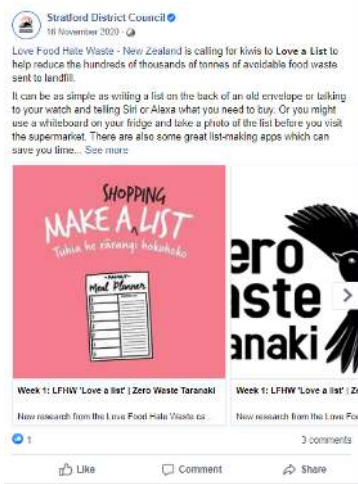 Stratford District Council
16 November 2020
Love Food Hate Waste - New Zealand is calling for kiwis to Love a List to
help reduce the hundreds of thousands of tonnes of avoidable food waste
sent to landfill.
It can be as simple as writing a list on the back of an old envelope or talking
to your watch and telling Siri or Alexa what you need to buy. Or you might
use a whiteboard on your fridge and take a photo of the list before you visit
the supermarket. There are also some great list-making apps which can
save you time... See more
SHOPPING
MAKE A LIST
Tuhia he rārangi hokohoko
Meal Planner
ero
aste
anaki
Week 1: LFHW 'Love a list' | Zero Waste Taranaki
Week 1: LFHW 'Love a list' | Ze
New research from the Love Food Hate Waste ca...
New research from the Love Foo
1
3 comments
Like
Comment
Share